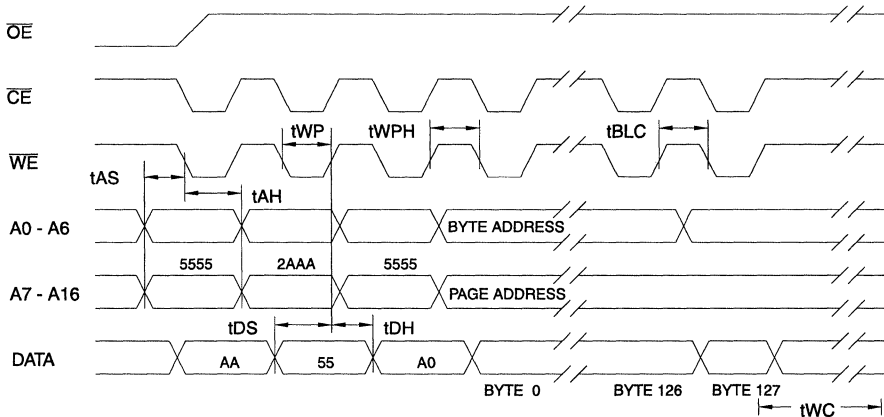 OE
CE
tWP tWPH tBLC
WE
tAS
tAH
A0 - A6 BYTE ADDRESS
5555 2AAA 5555
A7 - A16 PAGE ADDRESS
tDS tDH
DATA AA 55 A0
BYTE 0 BYTE 126 BYTE 127
tWC